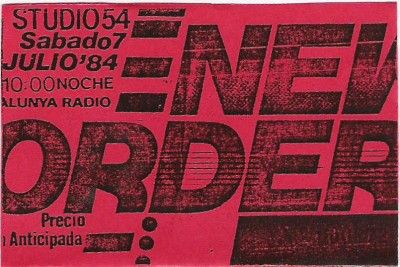 STUDIO 54
Sabado 7
JULIO '84
10:00 NOCHE
ALUNYA RADIO
NEW
ORDER
Precio
Anticipada